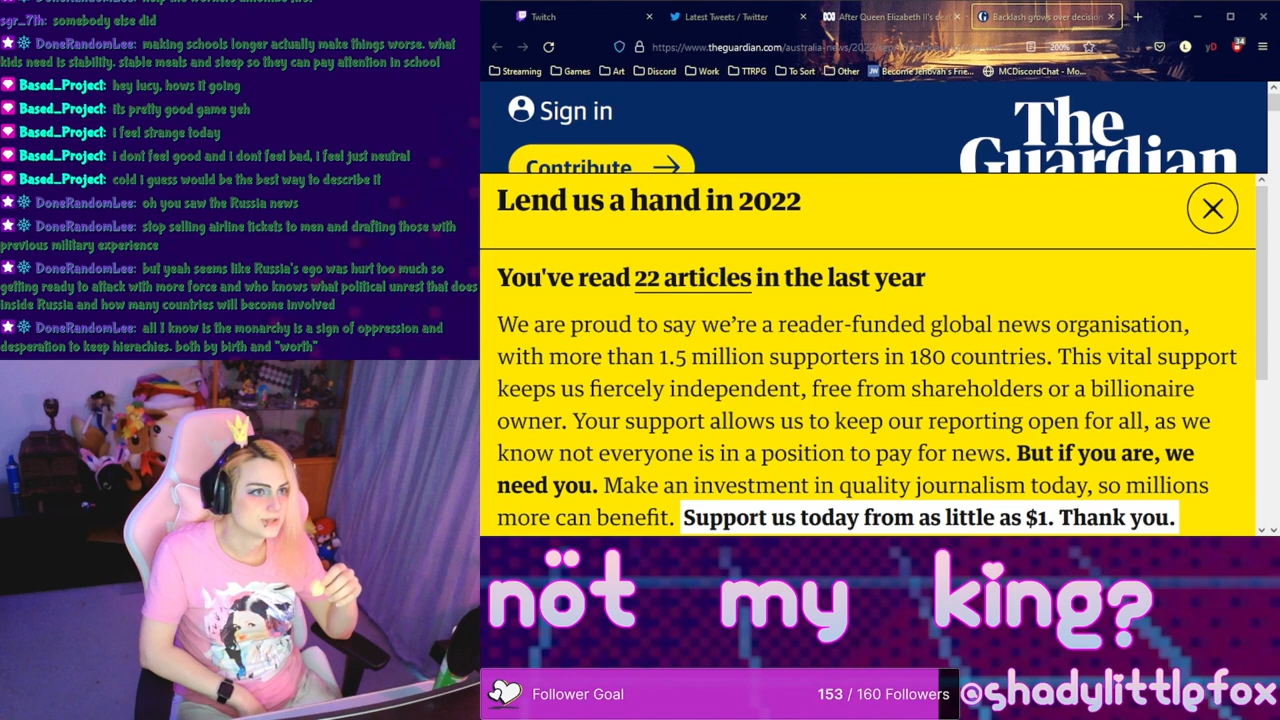 sgr_7th: somebody else did
DoneRandomLee: making schools longer actually make things worse. what
kids need is stability. stable meals and sleep so they can pay attention in school
Based_Project: hey lucy, hows it going
Based_Project: its pretty good game yeh
Based_Project: i feel strange today
Based_Project: i dont feel good and i dont feel bad, i feel just neutral
Based_Project: cold i guess would be the best way to describe it
DoneRandomLee: oh you saw the Russia news
DoneRandomLee: stop selling airline tickets to men and drafting those with
previous military experience
DoneRandomLee: but yeah seems like Russia's ego was hurt too much so
getting ready to attack with more force and who knows what political unrest that does
inside Russia and how many countries will become involved
DoneRandomLee: all I know is the monarchy is a sign of oppression and
desperation to keep hierachies. both by birth and "worth"
Twitch
Latest Tweets / Twitter
After Queen Elizabeth II's de
Backlash grows over decision
https://www.theguardian.com/australia-news/2022
200%
34
Streaming
Games
Art
Discord
Work
TTRPG
To Sort
Other
Become Jehovah's Frie...
MCDiscordChat - Mo...
Sign in
The
Guardian
Contribute
Lend us a hand in 2022
You've read 22 articles in the last year
We are proud to say we're a reader-funded global news organisation,
with more than 1.5 million supporters in 180 countries. This vital support
keeps us fiercely independent, free from shareholders or a billionaire
owner. Your support allows us to keep our reporting open for all, as we
know not everyone is in a position to pay for news. But if you are, we
need you. Make an investment in quality journalism today, so millions
more can benefit. Support us today from as little as $1. Thank you.
nöt my king?
Follower Goal
153 / 160 Followers
@shadylittlefox